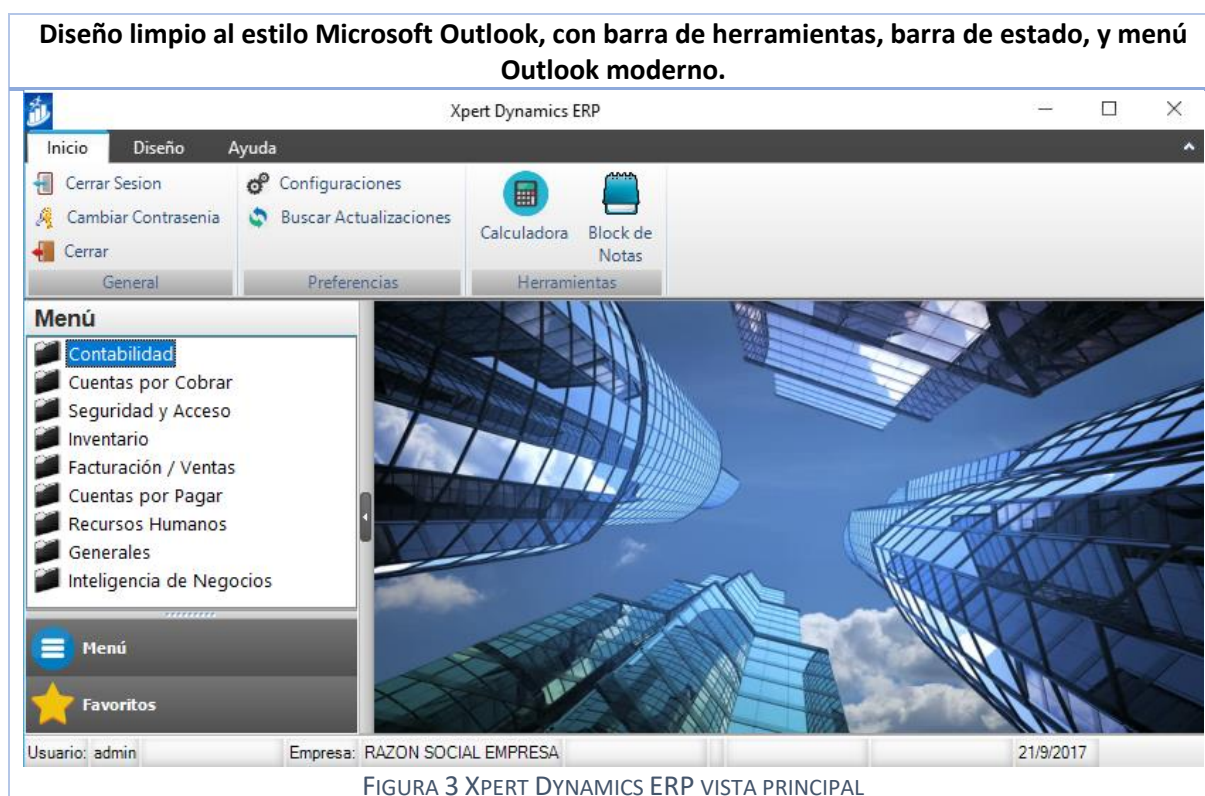 Diseño limpio al estilo Microsoft Outlook, con barra de herramientas, barra de estado, y menú
Outlook moderno.
Xpert Dynamics ERP
Inicio Diseño Ayuda
Cerrar Sesion
Cambiar Contrasenia
Cerrar
General
Configuraciones
Buscar Actualizaciones
Preferencias
Calculadora
Block de
Notas
Herramientas
Menú
Contabilidad
Cuentas por Cobrar
Seguridad y Acceso
Inventario
Facturación / Ventas
Cuentas por Pagar
Recursos Humanos
Generales
Inteligencia de Negocios
Menú
Favoritos
Usuario: admin Empresa: RAZON SOCIAL EMPRESA 21/9/2017
FIGURA 3 XPERT DYNAMICS ERP VISTA PRINCIPAL